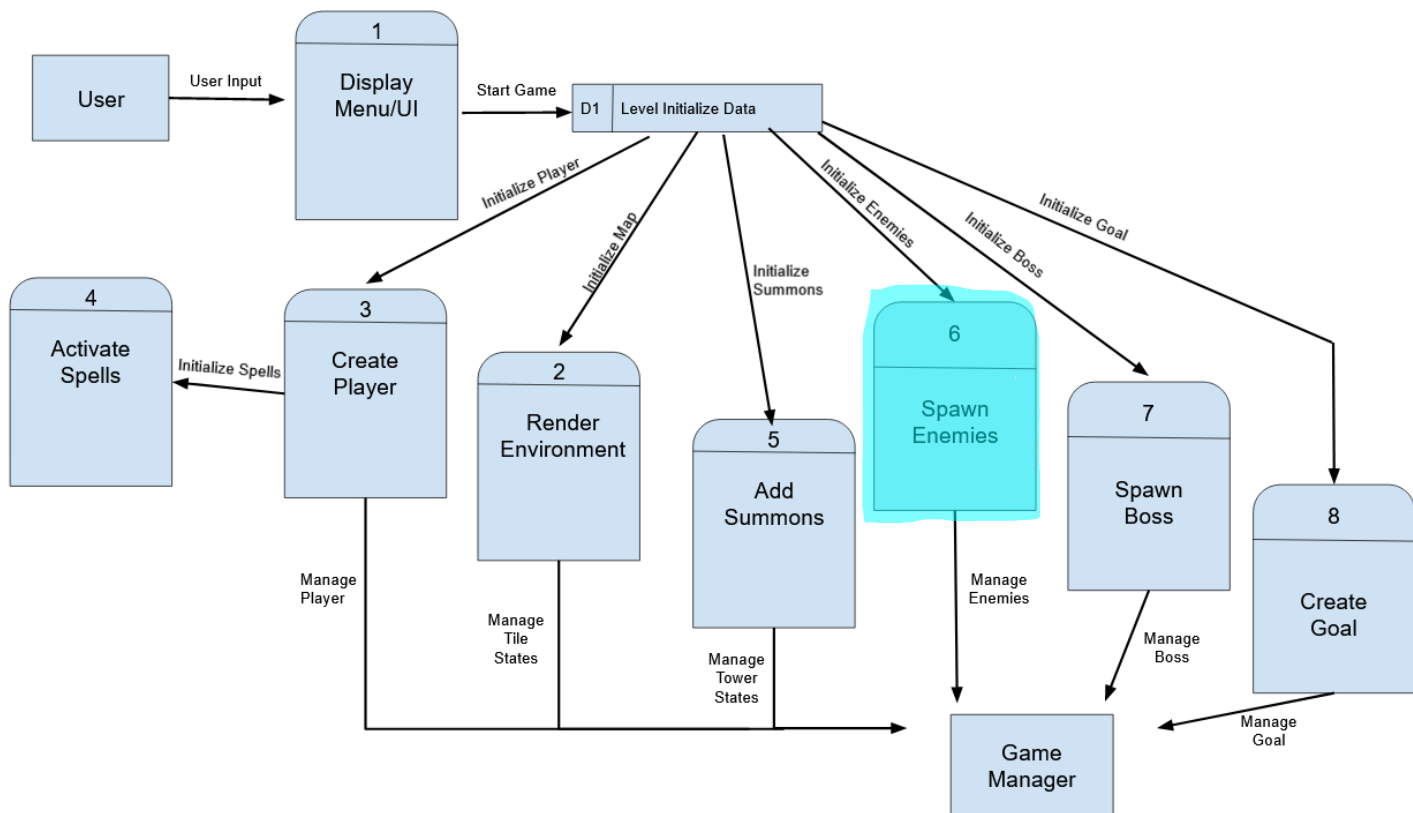 1
User
User Input
Display
Menu/UI
Start Game
D1
Level Initialize Data
Initialize Player
Initialize Map
Initialize
Summons
Initialize Enemies
Initialize Boss
Initialize Goal
4
Activate
Spells
Initialize Spells
3
Create
Player
2
Render
Environment
5
Add
Summons
6
Spawn
Enemies
7
Spawn
Boss
8
Create
Goal
Manage
Player
Manage
Tile
States
Manage
Tower
States
Manage
Enemies
Manage
Boss
Manage
Goal
Game
Manager